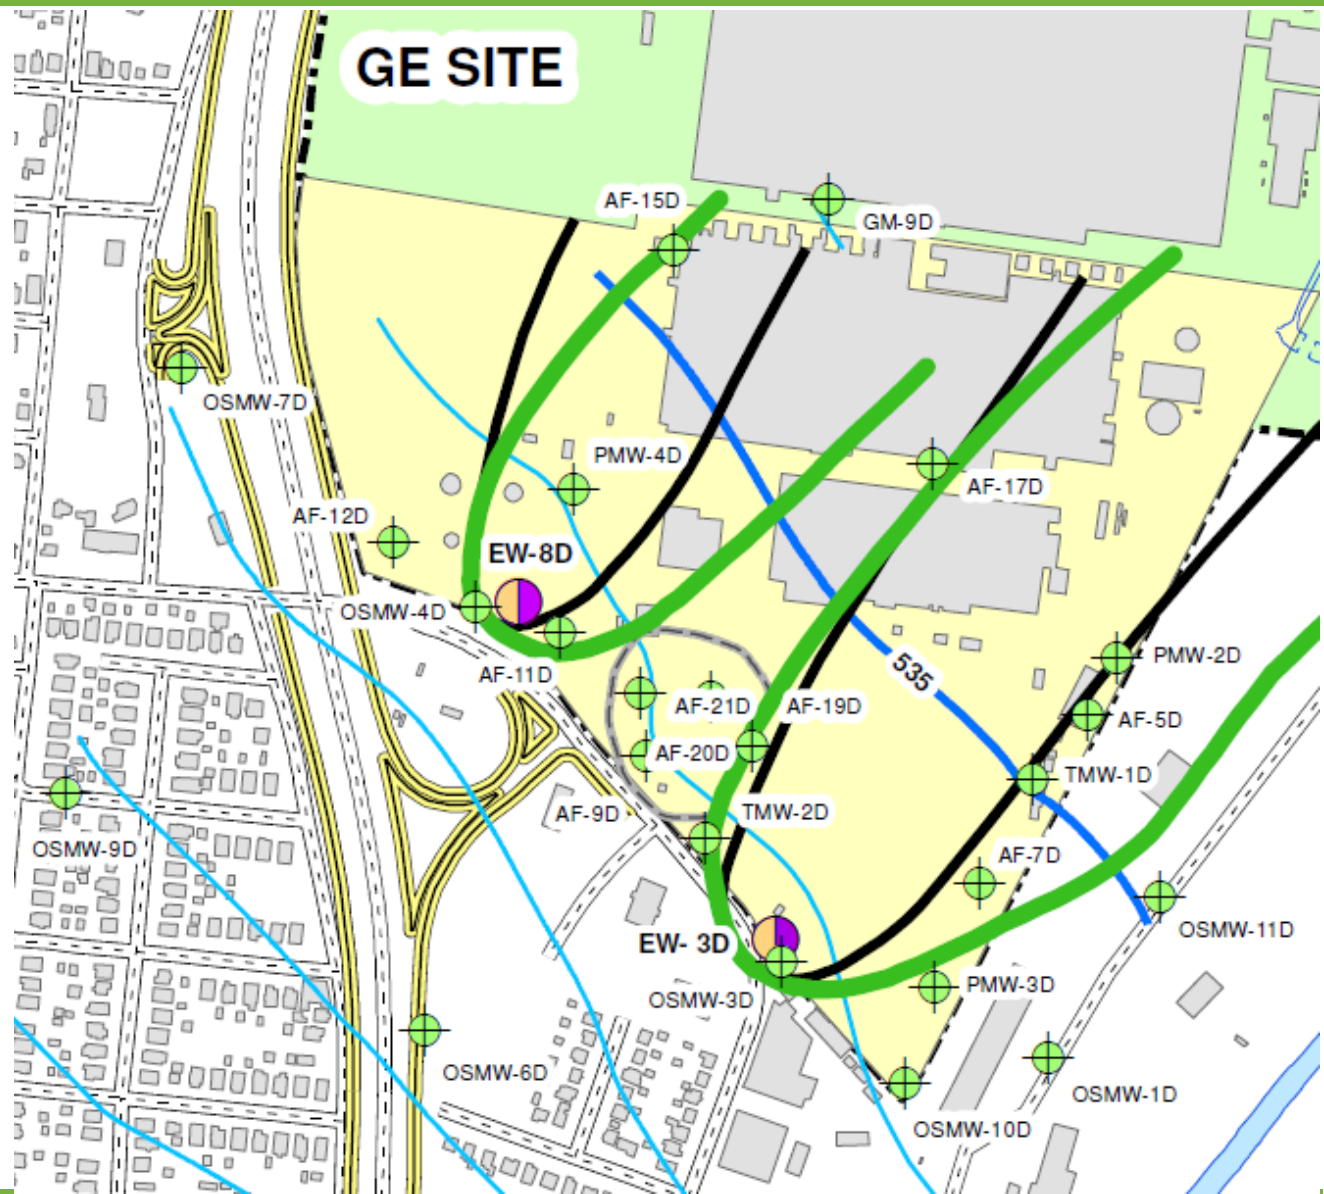 GE SITE
AF-15D
GM-9D
OSMW-7D
PMW-4D
AF-17D
AF-12D
EW-8D
OSMW-4D
AF-11D
535
PMW-2D
AF-21D
AF-19D
AF-5D
AF-20D
TMW-1D
AF-9D
TMW-2D
OSMW-9D
AF-7D
OSMW-11D
EW- 3D
OSMW-3D
PMW-3D
OSMW-6D
OSMW-1D
OSMW-10D